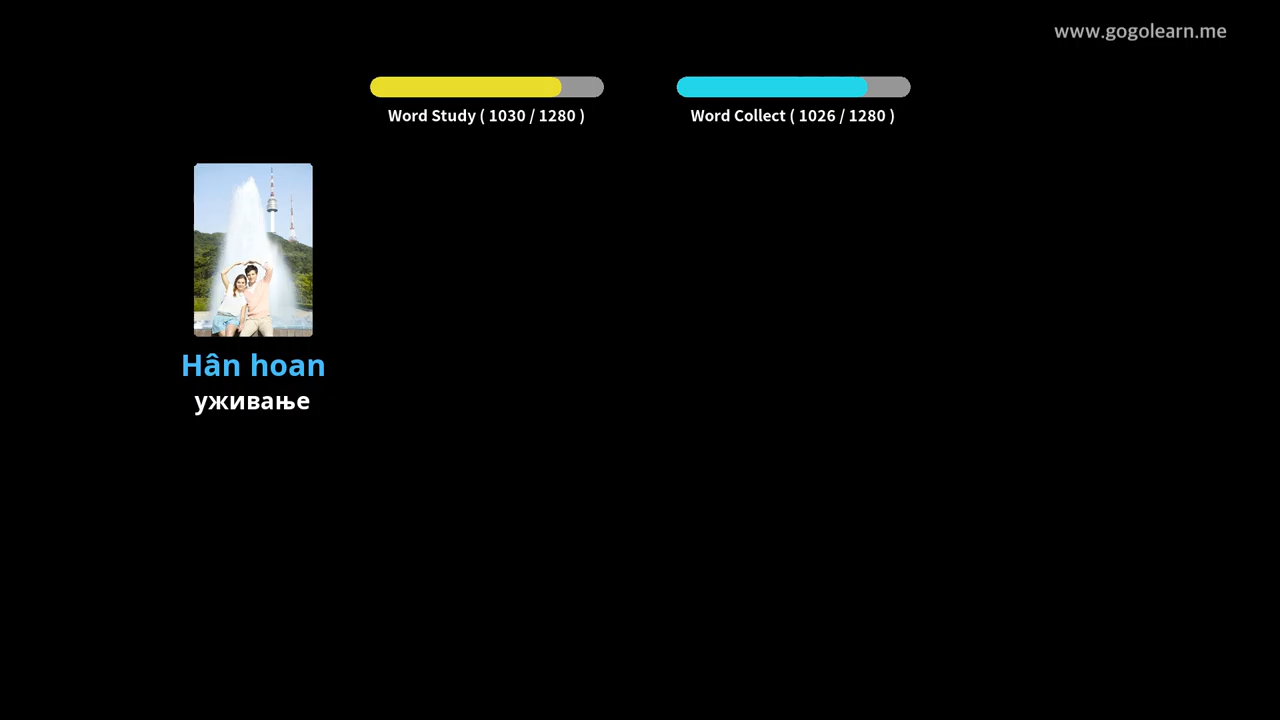 www.gogolearn.me
Word Study ( 1030 / 1280 )
Word Collect ( 1026 / 1280 )
Hân hoan
уживање